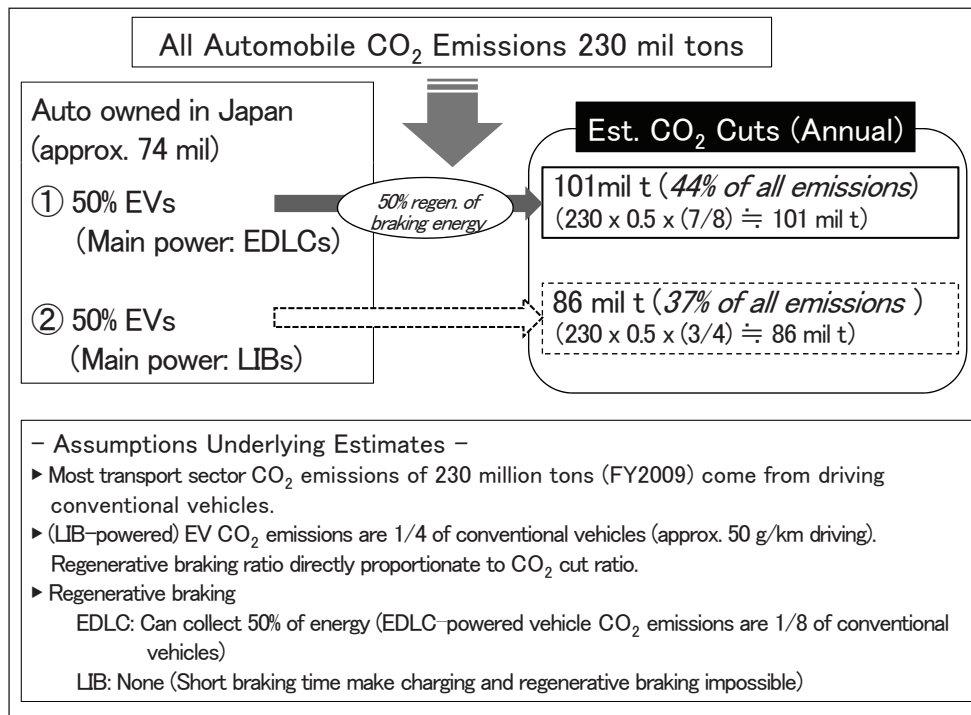 All Automobile CO₂ Emissions 230 mil tons
Auto owned in Japan
(approx. 74 mil)
① 50% EVs
(Main power: EDLCs)
② 50% EVs
(Main power: LIBs)
50% regen. of
braking energy
Est. CO₂ Cuts (Annual)
101mil t (44% of all emissions)
(230 x 0.5 x (7/8) ≒ 101 mil t)
86 mil t (37% of all emissions )
(230 x 0.5 x (3/4) ≒ 86 mil t)
- Assumptions Underlying Estimates -
▶ Most transport sector CO₂ emissions of 230 million tons (FY2009) come from driving
conventional vehicles.
▶ (LIB-powered) EV CO₂ emissions are 1/4 of conventional vehicles (approx. 50 g/km driving).
Regenerative braking ratio directly proportionate to CO₂ cut ratio.
▶ Regenerative braking
EDLC: Can collect 50% of energy (EDLC-powered vehicle CO₂ emissions are 1/8 of conventional
vehicles)
LIB: None (Short braking time make charging and regenerative braking impossible)